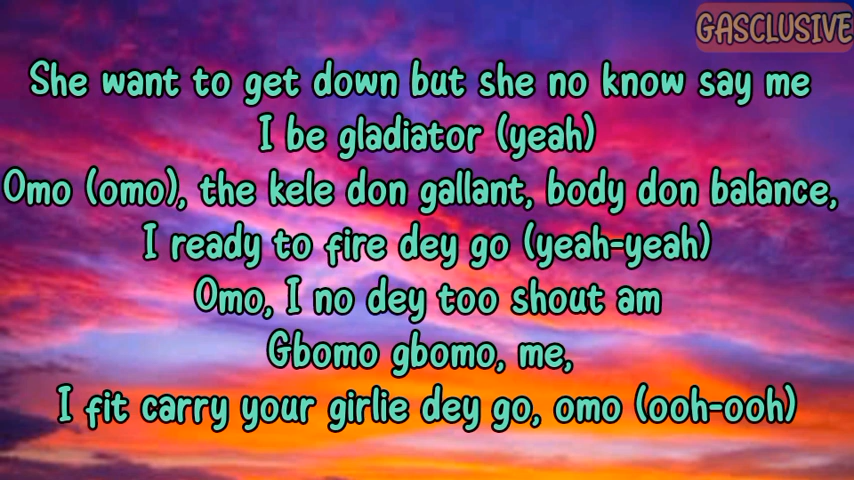 GASCLUSIVE
She want to get down but she no know say me
I be gladiator (yeah)
Omo (omo), the kele don gallant, body don balance,
I ready to fire dey go (yeah-yeah)
Omo, I no dey too shout am
Gbomo gbomo, me,
I fit carry your girlie dey go, omo (ooh-ooh)